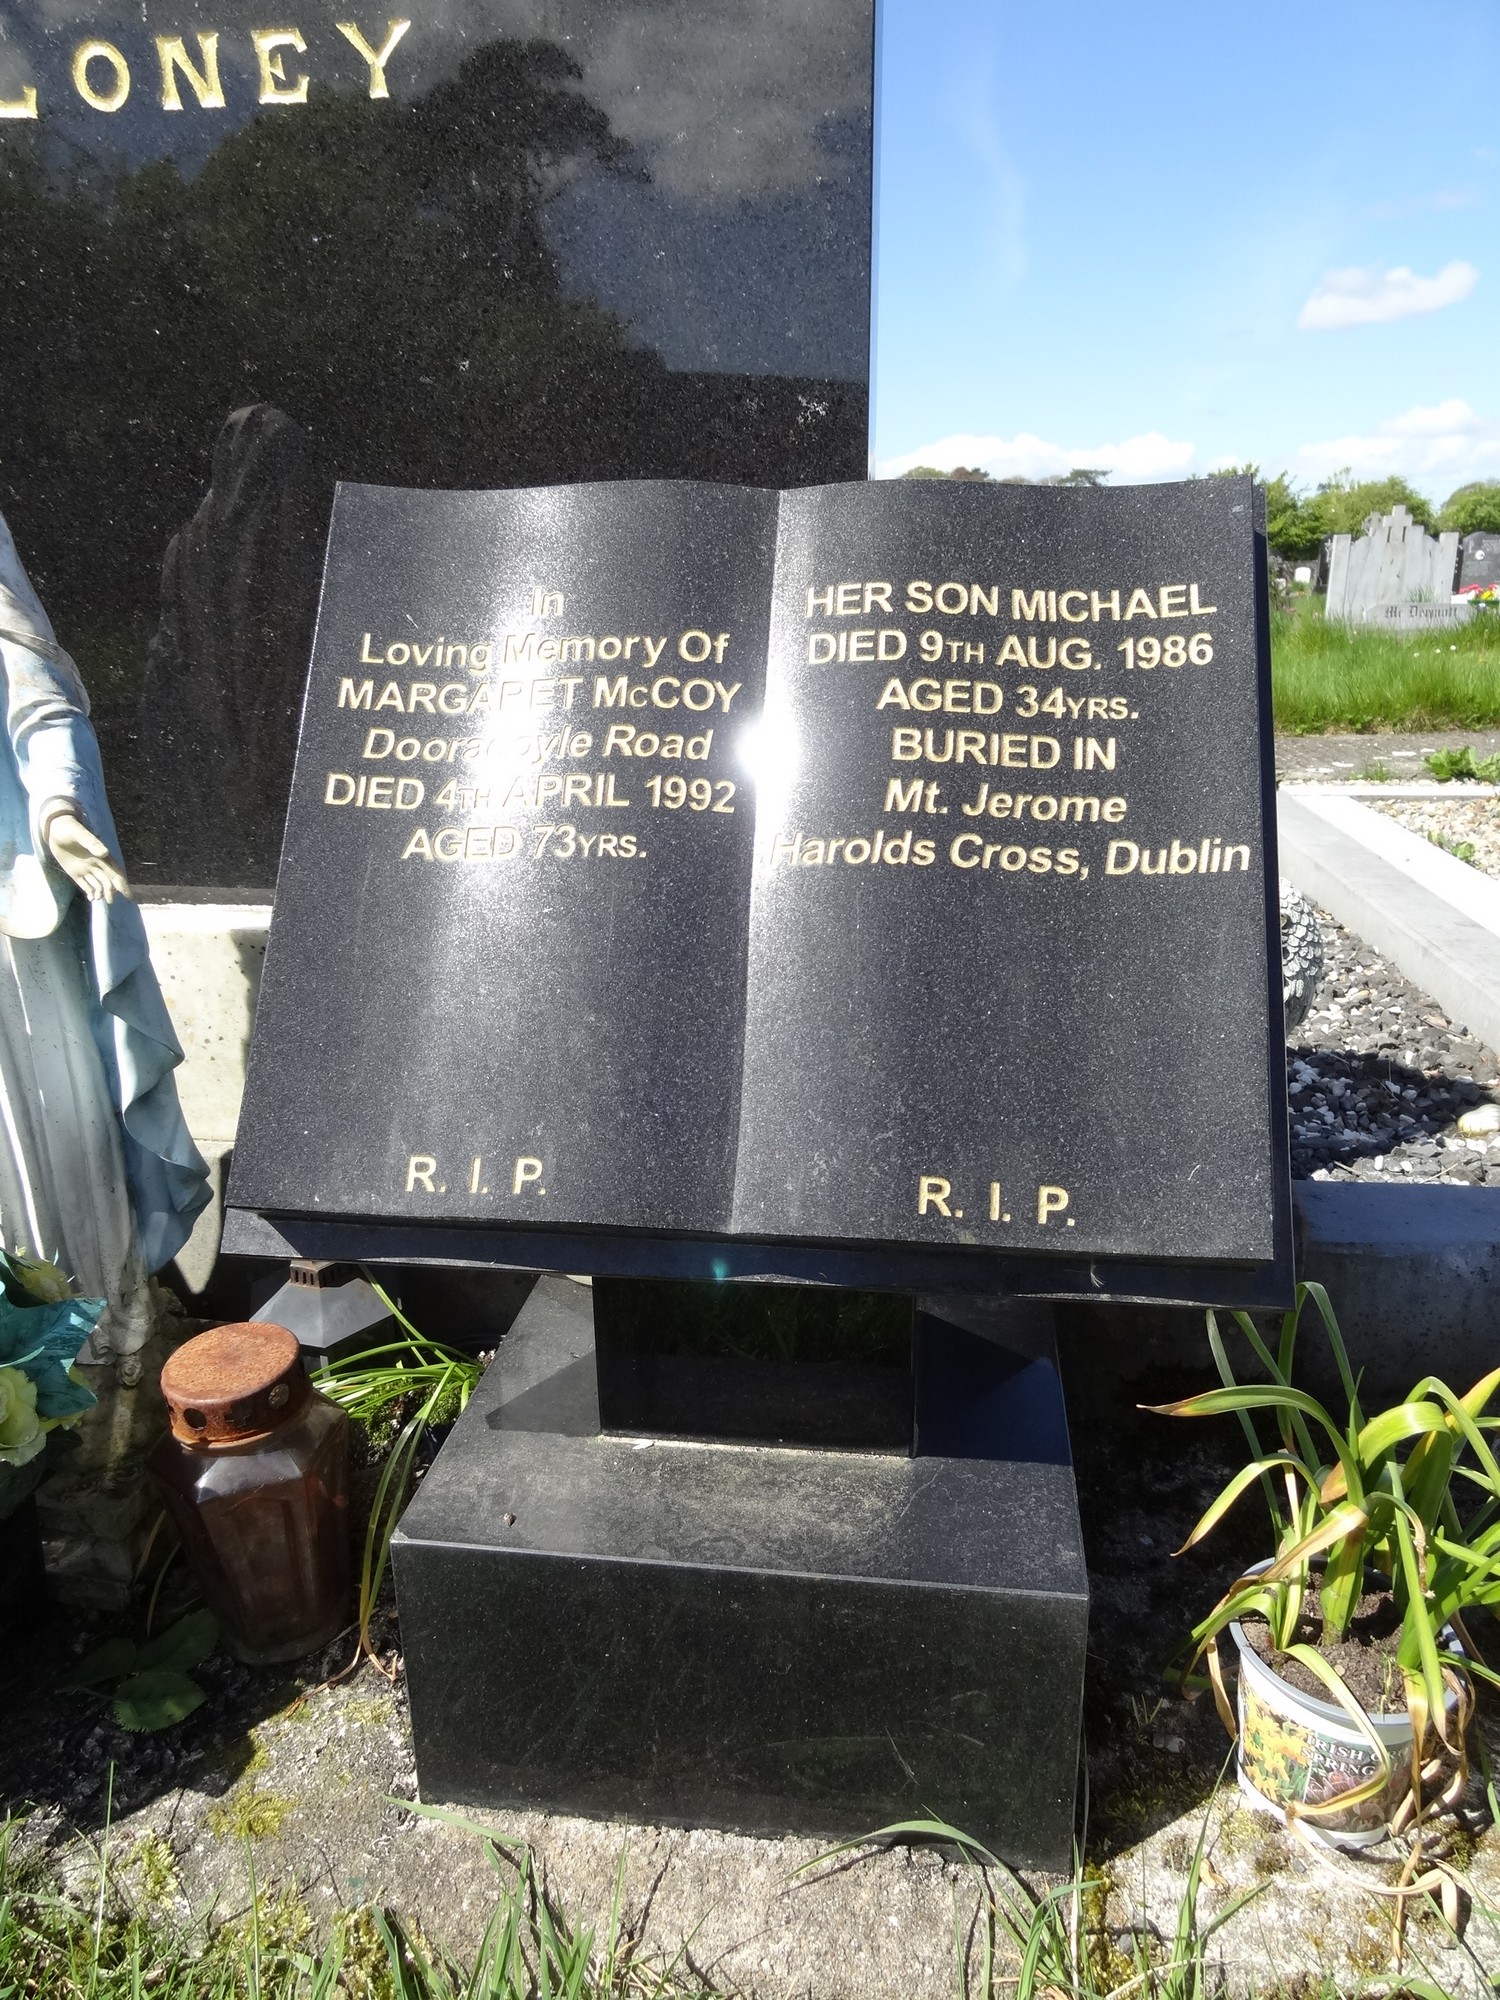 LONEY
In
Loving Memory Of
MARGARET McCOY
Dooradoyle Road
DIED 4TH APRIL 1992
AGED 73YRS.
R. I. P.
HER SON MICHAEL
DIED 9TH AUG. 1986
AGED 34YRS.
BURIED IN
Mt. Jerome
Harolds Cross, Dublin
R. I. P.